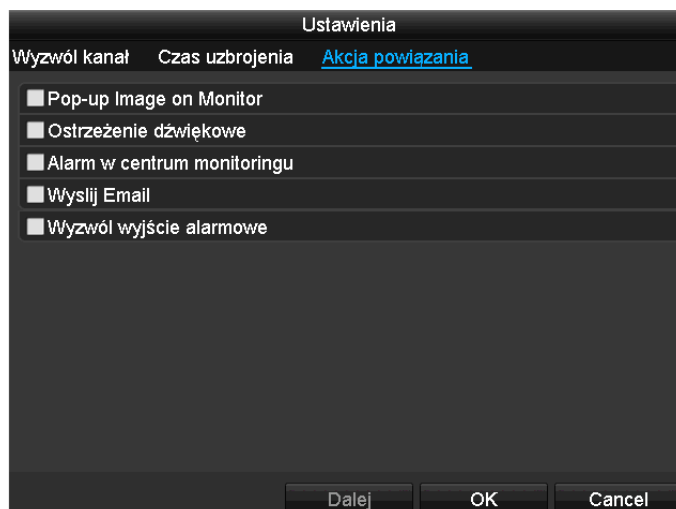 Ustawienia
Wyzwól kanał Czas uzbrojenia Akcja powiązania
Pop-up Image on Monitor
Ostrzeżenie dźwiękowe
Alarm w centrum monitoringu
Wyslij Email
Wyzwól wyjście alarmowe
Dalej OK Cancel